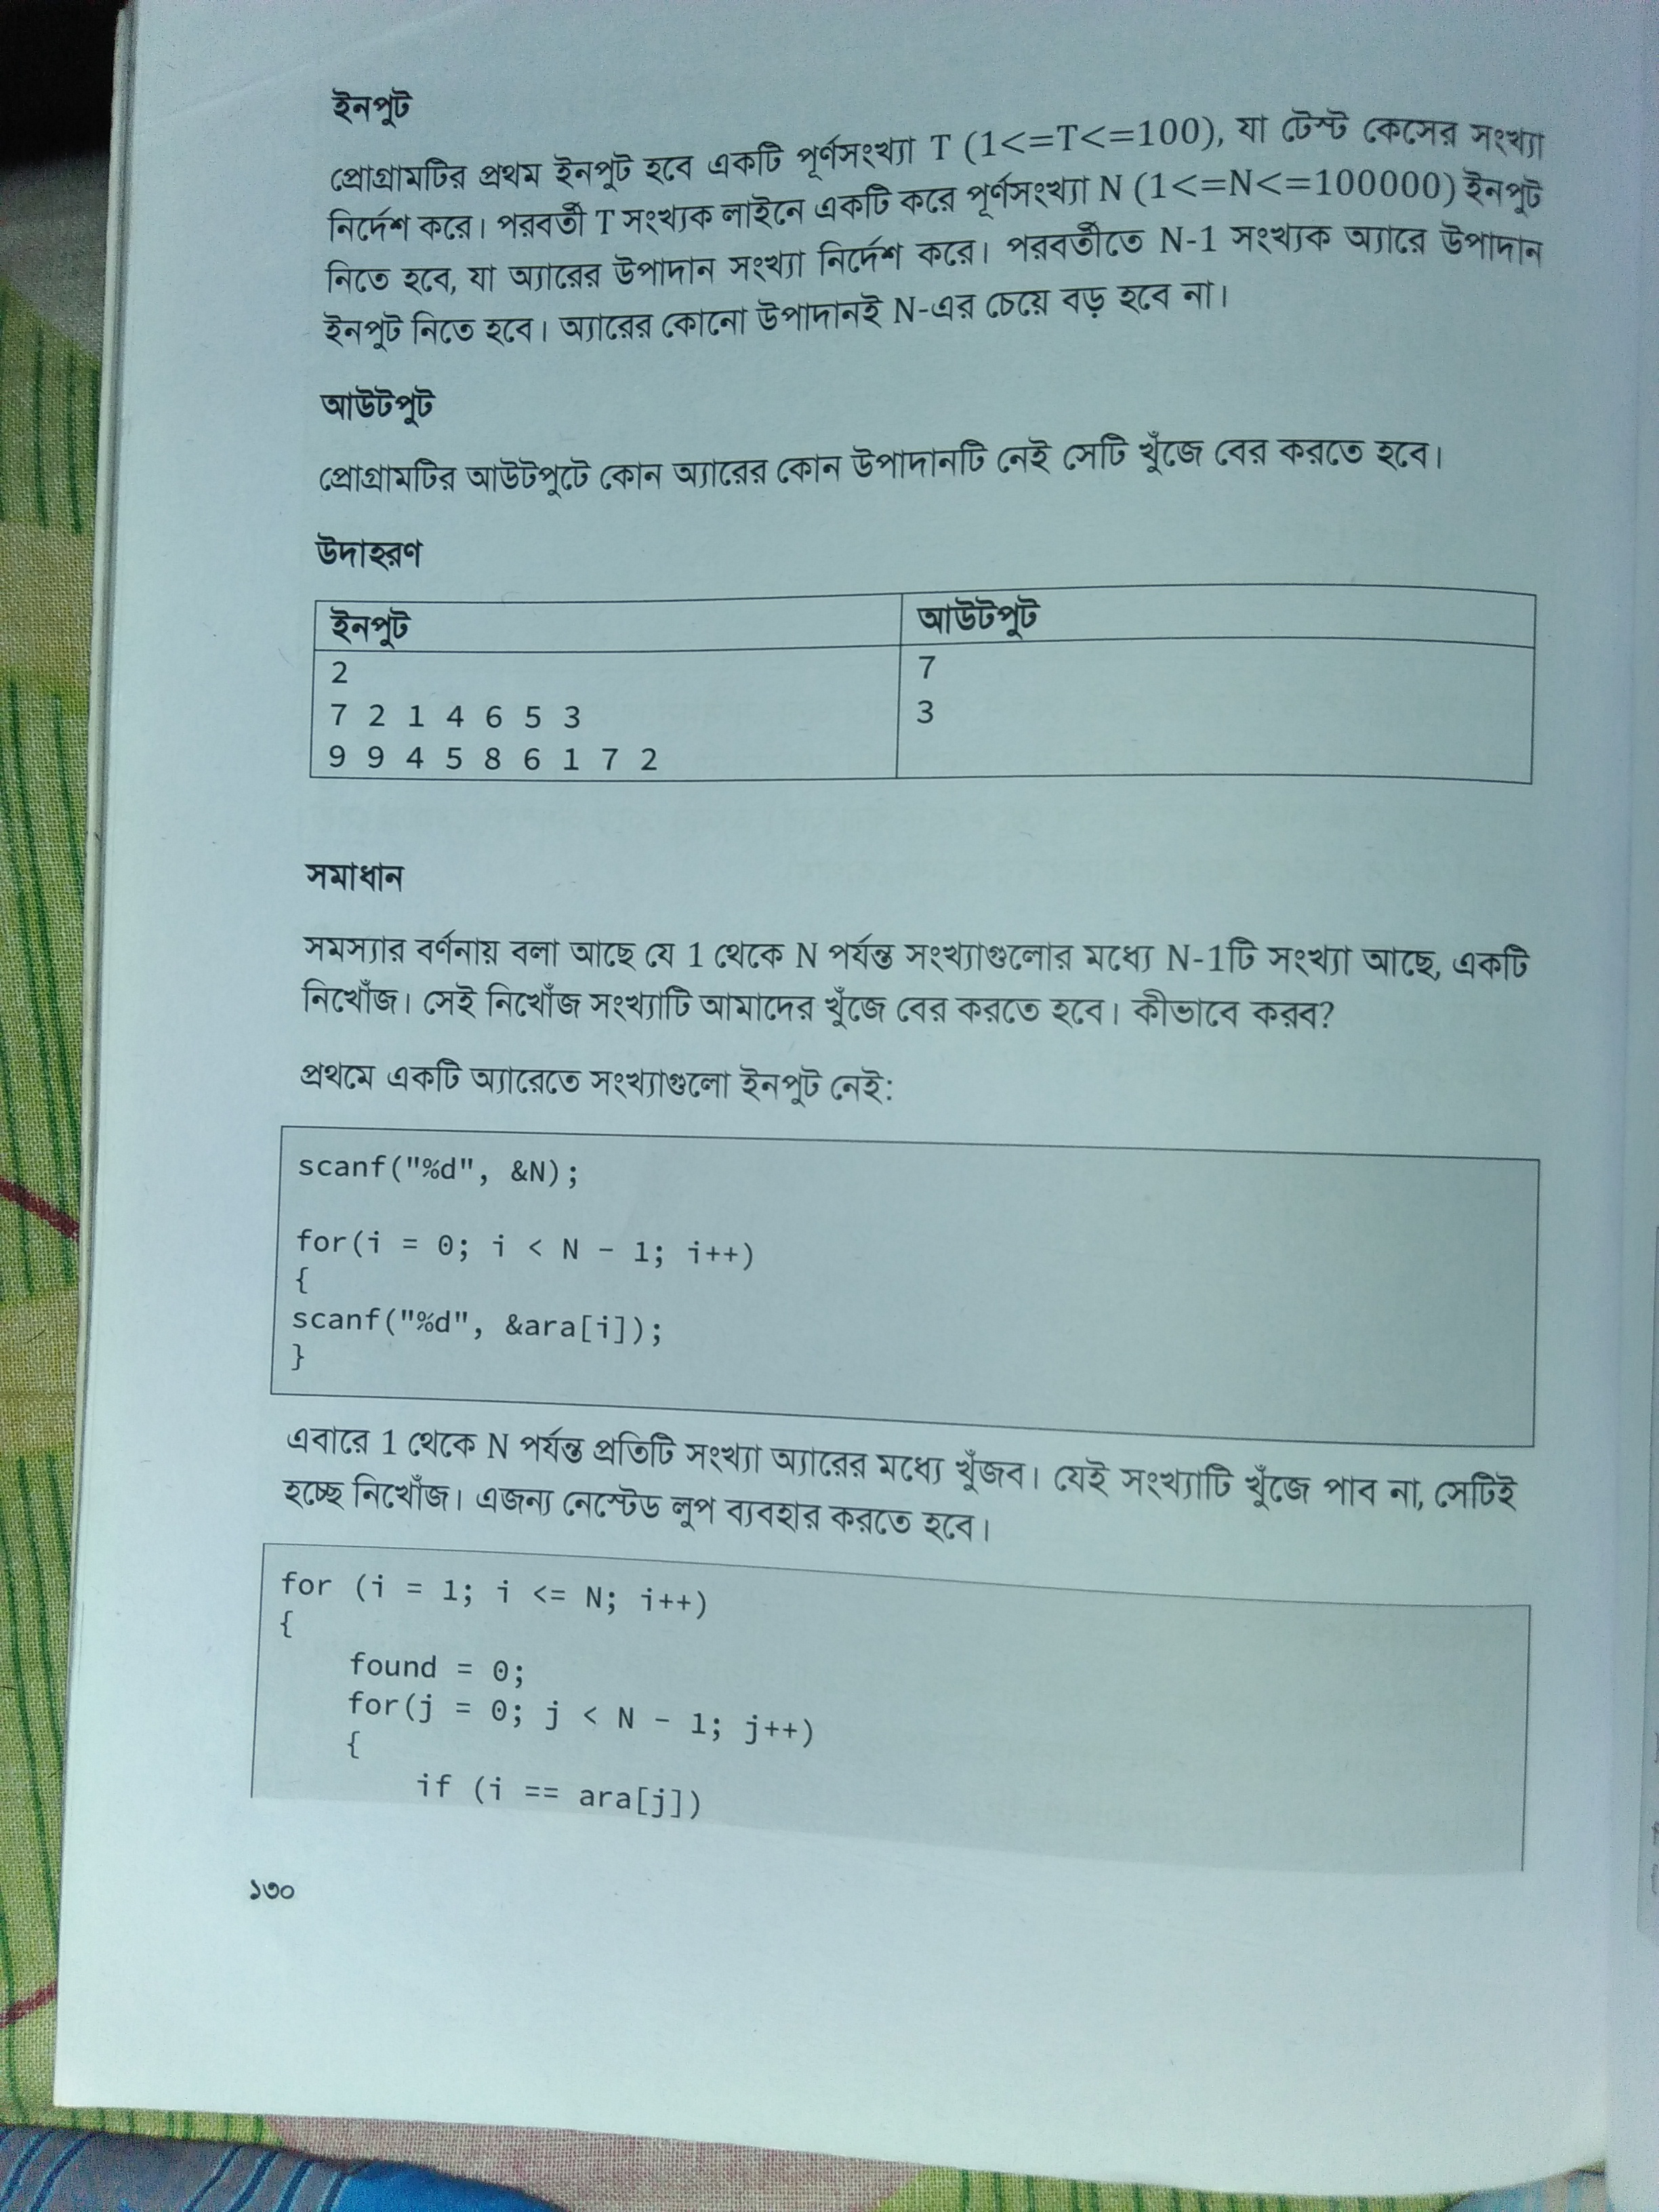 ইনপুট
প্রোগ্রামটির প্রথম ইনপুট হবে একটি পূর্ণসংখ্যা T (1<=T<=100), যা টেস্ট কেসের সংখ্যা
নির্দেশ করে। পরবর্তী T সংখ্যক লাইনে একটি করে পূর্ণসংখ্যা N (1<=N<=100000) ইনপুট
নিতে হবে, যা অ্যারের উপাদান সংখ্যা নির্দেশ করে। পরবর্তীতে N-1 সংখ্যক অ্যারে উপাদান
ইনপুট নিতে হবে। অ্যারের কোনো উপাদানই N-এর চেয়ে বড় হবে না।
আউটপুট
প্রোগ্রামটির আউটপুটে কোন অ্যারের কোন উপাদানটি নেই সেটি খুঁজে বের করতে হবে।
উদাহরণ
ইনপুট আউটপুট
2 7
7 2 1 4 6 5 3 3
9 9 4 5 8 6 1 7 2
সমাধান
সমস্যার বর্ণনায় বলা আছে যে 1 থেকে N পর্যন্ত সংখ্যাগুলোর মধ্যে N-1টি সংখ্যা আছে, একটি
নিখোঁজ। সেই নিখোঁজ সংখ্যাটি আমাদের খুঁজে বের করতে হবে। কীভাবে করব?
প্রথমে একটি অ্যারেতে সংখ্যাগুলো ইনপুট নেই:
scanf("%d", &N);
for(i = 0; i < N - 1; i++)
{
scanf("%d", &ara[i]);
}
এবারে 1 থেকে N পর্যন্ত প্রতিটি সংখ্যা অ্যারের মধ্যে খুঁজব। যেই সংখ্যাটি খুঁজে পাব না, সেটিই
হচ্ছে নিখোঁজ। এজন্য নেস্টেড লুপ ব্যবহার করতে হবে।
for (i = 1; i <= N; i++)
{
found = 0;
for(j = 0; j < N - 1; j++)
{
if (i == ara[j])
১৩০